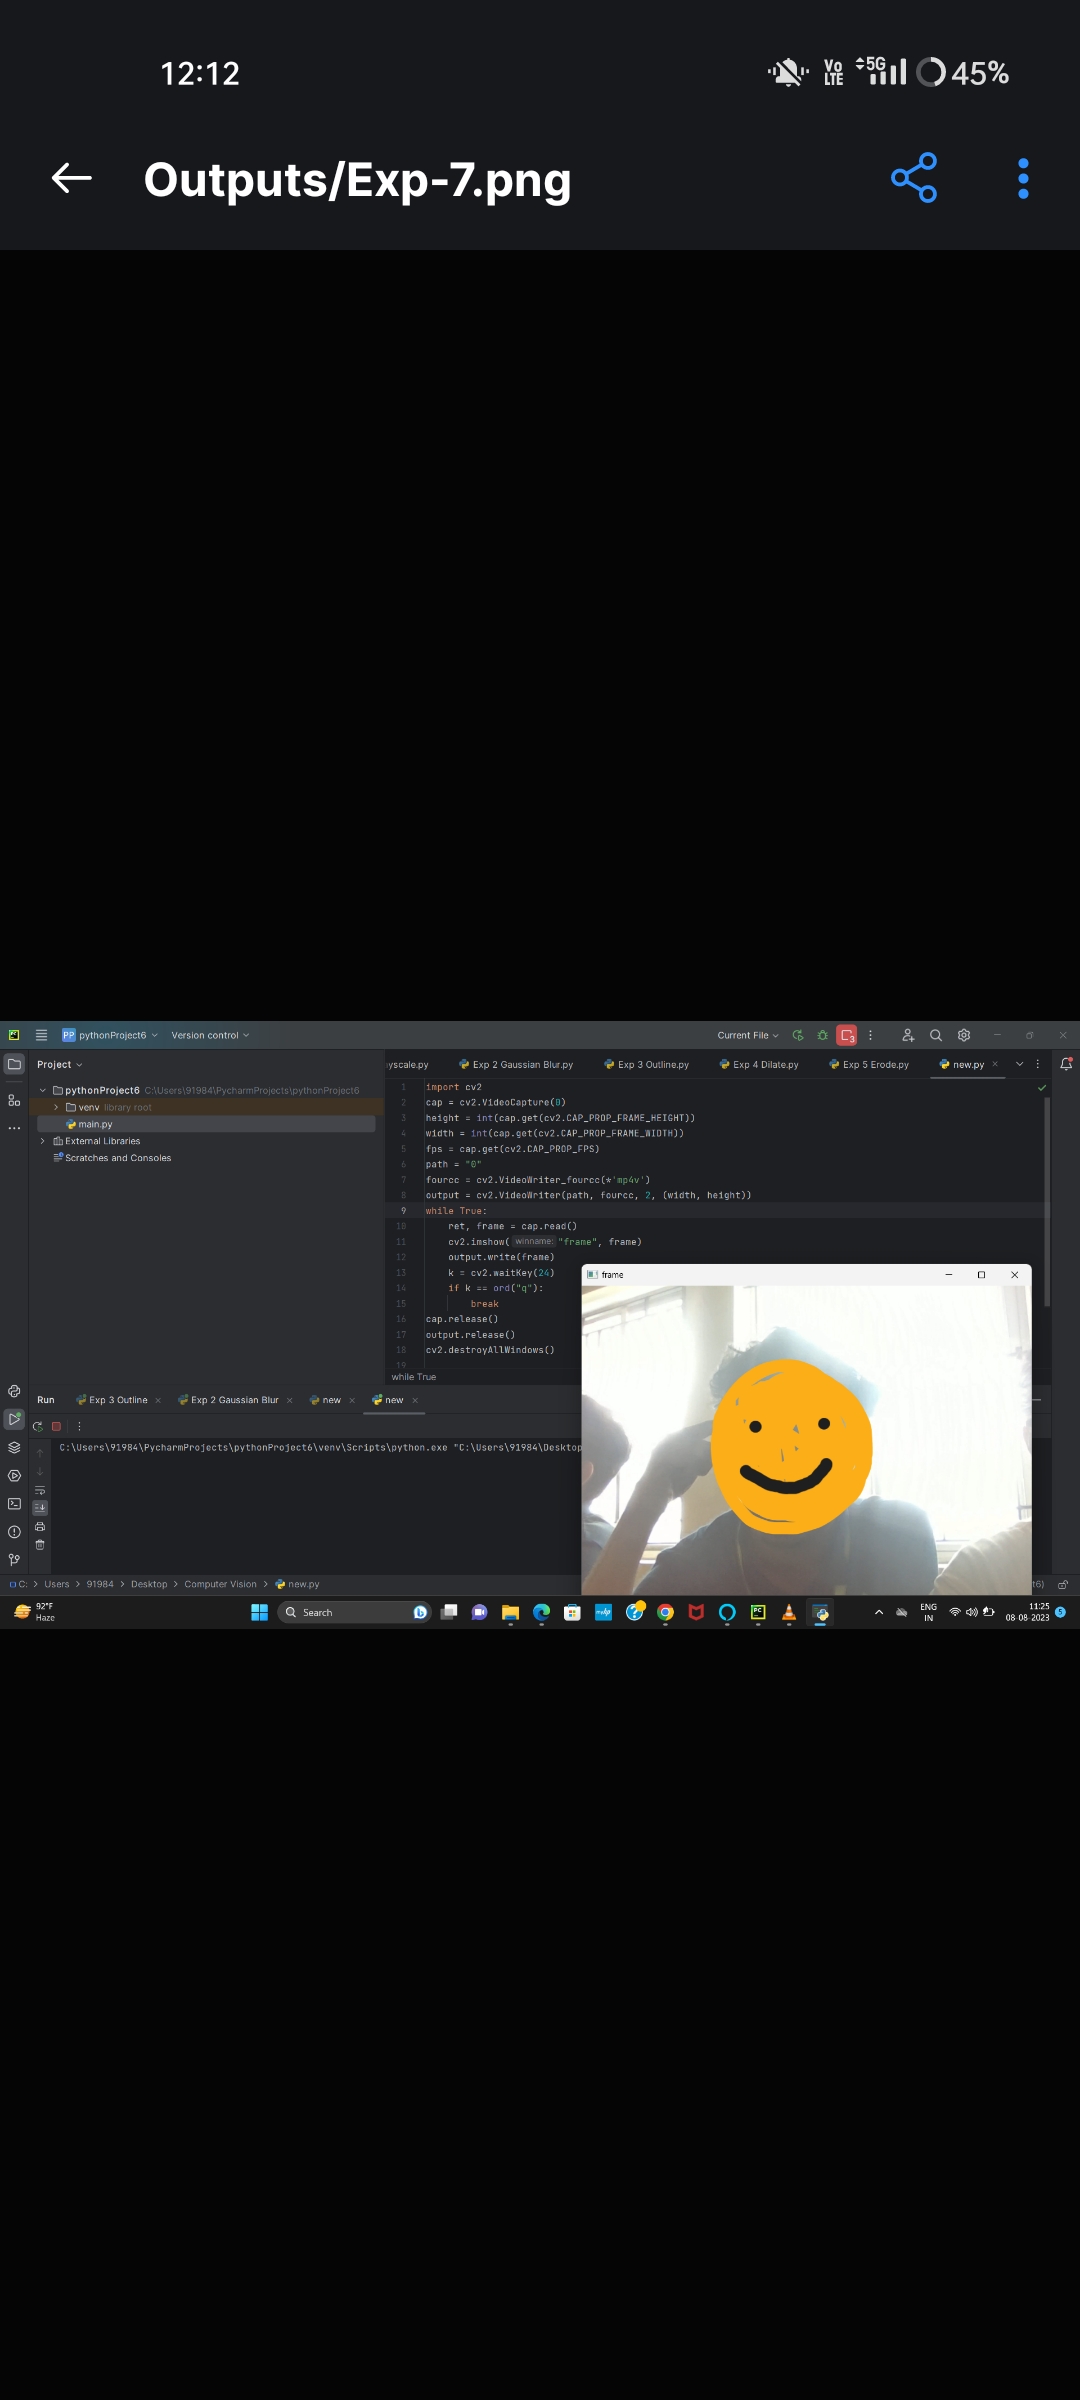 12:12
Vo LTE 5G 45%
Outputs/Exp-7.png
PC PP pythonProject6 Version control Current File 3
Project
yscale.py Exp 2 Gaussian Blur.py Exp 3 Outline.py Exp 4 Dilate.py Exp 5 Erode.py new.py
pythonProject6 C:\Users\91984\PycharmProjects\pythonProject6
venv library root
main.py
External Libraries
Scratches and Consoles
1 import cv2
2 cap = cv2.VideoCapture(0)
3 height = int(cap.get(cv2.CAP_PROP_FRAME_HEIGHT))
4 width = int(cap.get(cv2.CAP_PROP_FRAME_WIDTH))
5 fps = cap.get(cv2.CAP_PROP_FPS)
6 path = "0"
7 fourcc = cv2.VideoWriter_fourcc(*'mp4v')
8 output = cv2.VideoWriter(path, fourcc, 2, (width, height))
9 while True:
10 ret, frame = cap.read()
11 cv2.imshow( winname: "frame", frame)
12 output.write(frame)
13 k = cv2.waitKey(24)
14 if k == ord("q"):
15 break
16 cap.release()
17 output.release()
18 cv2.destroyAllWindows()
19
while True
frame
Run Exp 3 Outline Exp 2 Gaussian Blur new new
C:\Users\91984\PycharmProjects\pythonProject6\venv\Scripts\python.exe "C:\Users\91984\Desktop
C: > Users > 91984 > Desktop > Computer Vision > new.py
t6)
92°F
Haze
Search
ENG
IN
11:25
08-08-2023
5